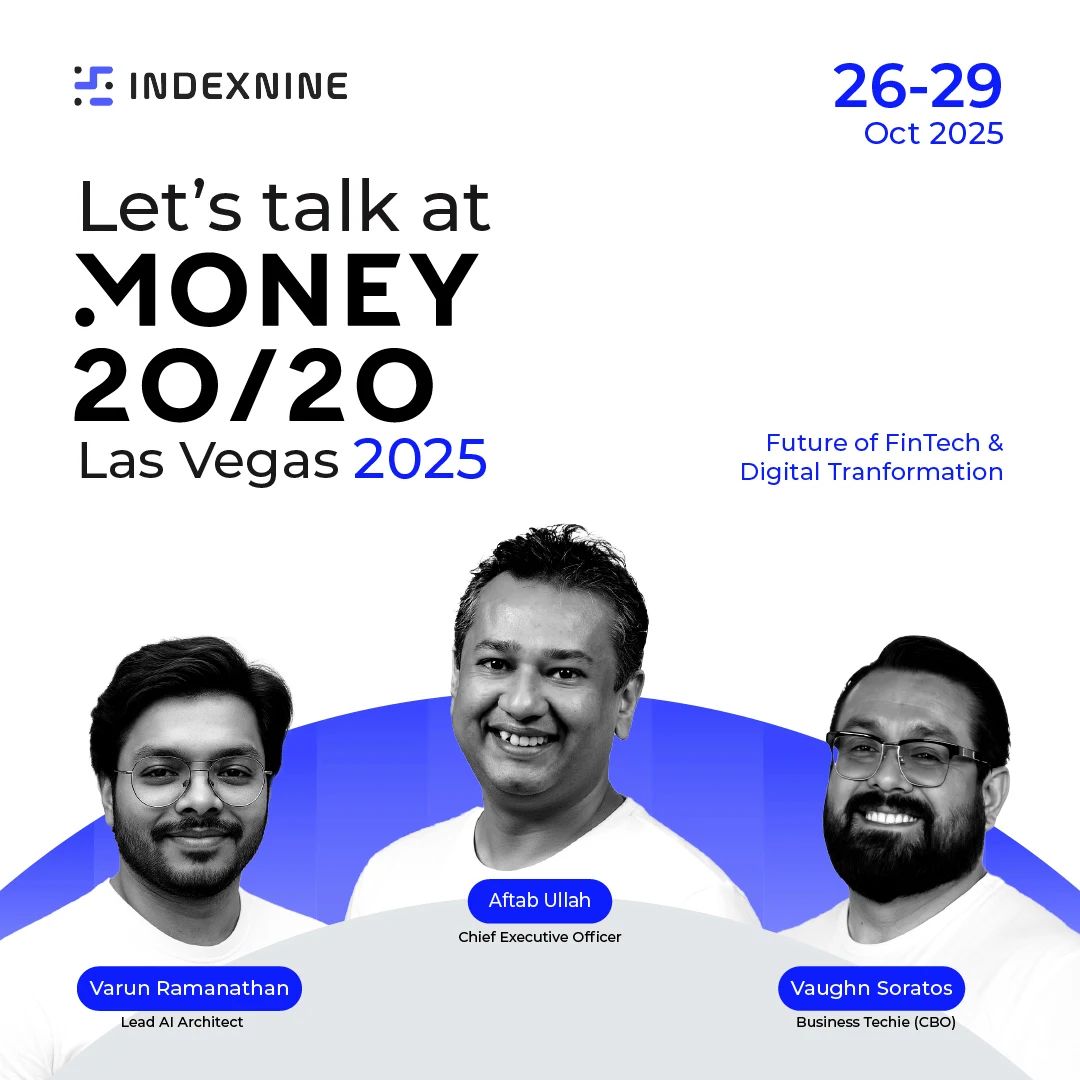 INDEXNINE
26-29
Oct 2025
Let's talk at
MONEY
20/20
Las Vegas 2025
Future of FinTech &
Digital Tranformation
Aftab Ullah
Chief Executive Officer
Varun Ramanathan
Lead AI Architect
Vaughn Soratos
Business Techie (CBO)